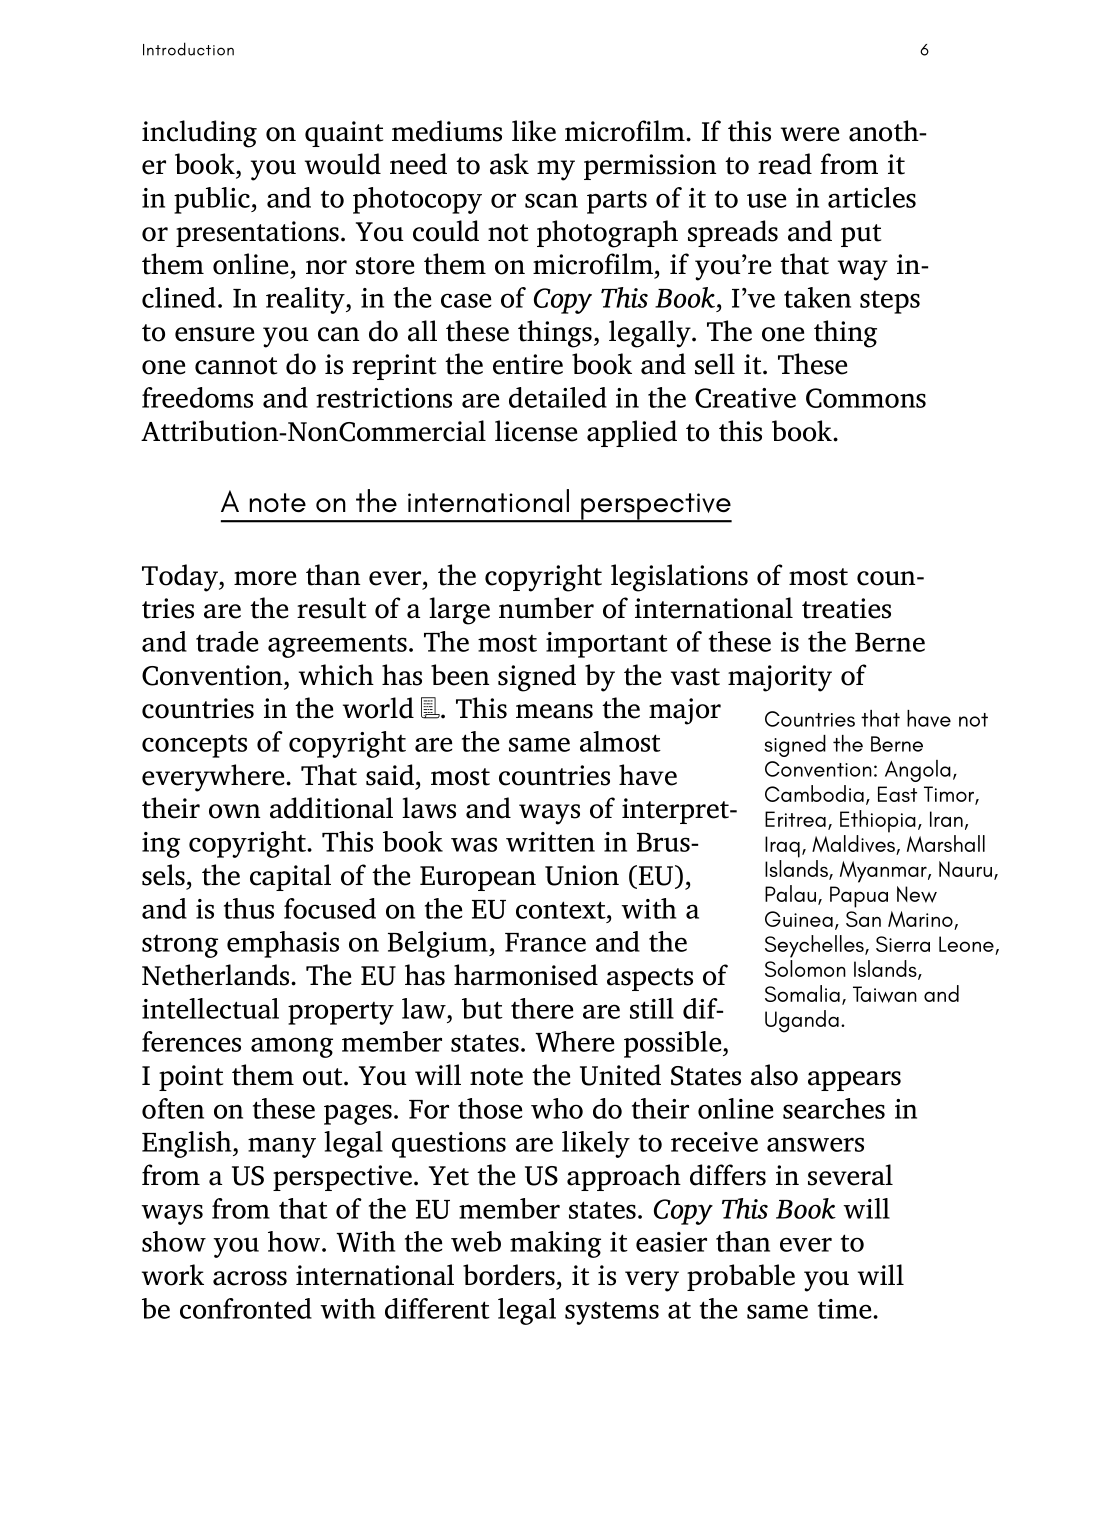 Introduction 6
including on quaint mediums like microfilm. If this were anoth-
er book, you would need to ask my permission to read from it
in public, and to photocopy or scan parts of it to use in articles
or presentations. You could not photograph spreads and put
them online, nor store them on microfilm, if you’re that way in-
clined. In reality, in the case of Copy This Book, I’ve taken steps
to ensure you can do all these things, legally. The one thing
one cannot do is reprint the entire book and sell it. These
freedoms and restrictions are detailed in the Creative Commons
Attribution-NonCommercial license applied to this book.
A note on the international perspective
Today, more than ever, the copyright legislations of most coun-
tries are the result of a large number of international treaties
and trade agreements. The most important of these is the Berne
Convention, which has been signed by the vast majority of
countries in the world. This means the major
concepts of copyright are the same almost
everywhere. That said, most countries have
their own additional laws and ways of interpret-
ing copyright. This book was written in Brus-
sels, the capital of the European Union (EU),
and is thus focused on the EU context, with a
strong emphasis on Belgium, France and the
Netherlands. The EU has harmonised aspects of
intellectual property law, but there are still dif-
ferences among member states. Where possible,
I point them out. You will note the United States also appears
often on these pages. For those who do their online searches in
English, many legal questions are likely to receive answers
from a US perspective. Yet the US approach differs in several
ways from that of the EU member states. Copy This Book will
show you how. With the web making it easier than ever to
work across international borders, it is very probable you will
be confronted with different legal systems at the same time.
Countries that have not
signed the Berne
Convention: Angola,
Cambodia, East Timor,
Eritrea, Ethiopia, Iran,
Iraq, Maldives, Marshall
Islands, Myanmar, Nauru,
Palau, Papua New
Guinea, San Marino,
Seychelles, Sierra Leone,
Solomon Islands,
Somalia, Taiwan and
Uganda.